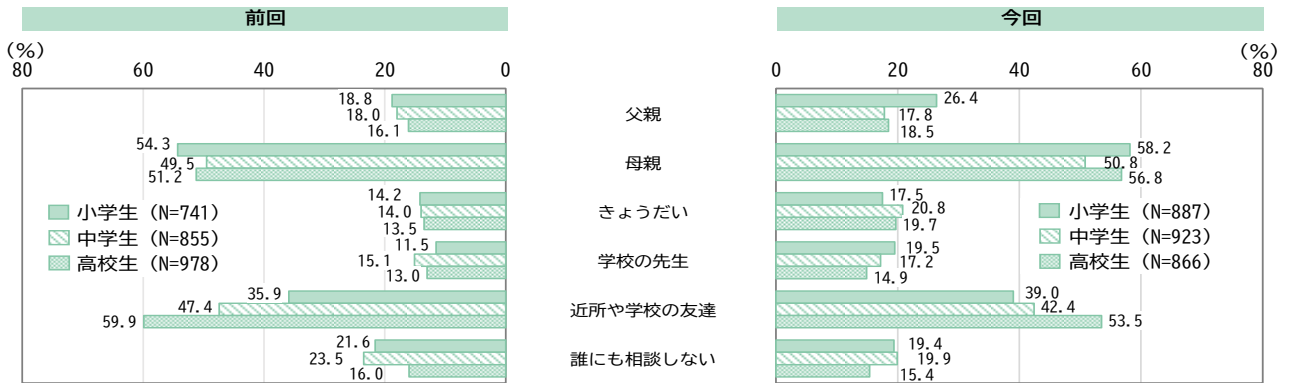 前回
今回
(%)
80 60 40 20 0
(%)
0 20 40 60 80
18.8
18.0
16.1
父親
26.4
17.8
18.5
54.3
49.5
51.2
母親
58.2
50.8
56.8
14.2
14.0
13.5
きょうだい
17.5
20.8
19.7
11.5
15.1
13.0
学校の先生
19.5
17.2
14.9
35.9
47.4
59.9
近所や学校の友達
39.0
42.4
53.5
21.6
23.5
16.0
誰にも相談しない
19.4
19.9
15.4
小学生 (N=741)
中学生 (N=855)
高校生 (N=978)
小学生 (N=887)
中学生 (N=923)
高校生 (N=866)